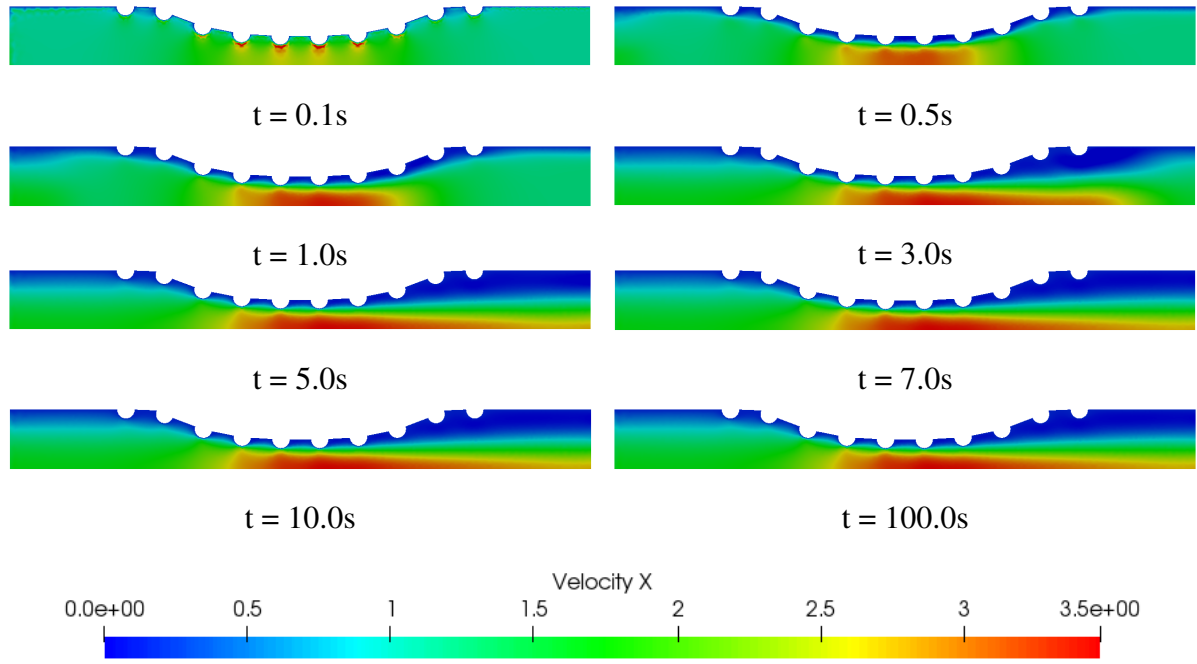 t = 0.1s
t = 0.5s
t = 1.0s
t = 3.0s
t = 5.0s
t = 7.0s
t = 10.0s
t = 100.0s
Velocity X
0.0e+00 0.5 1 1.5 2 2.5 3 3.5e+00